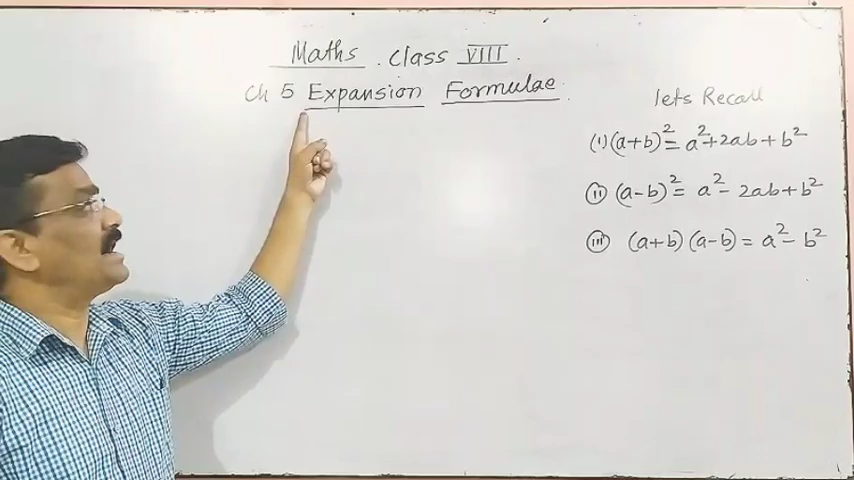 Maths. Class VIII.
Ch 5 Expansion Formulae.
lets Recall
(i) (a+b)² = a²+2ab+b²
(ii) (a-b)² = a²-2ab+b²
(iii) (a+b)(a-b) = a²-b²